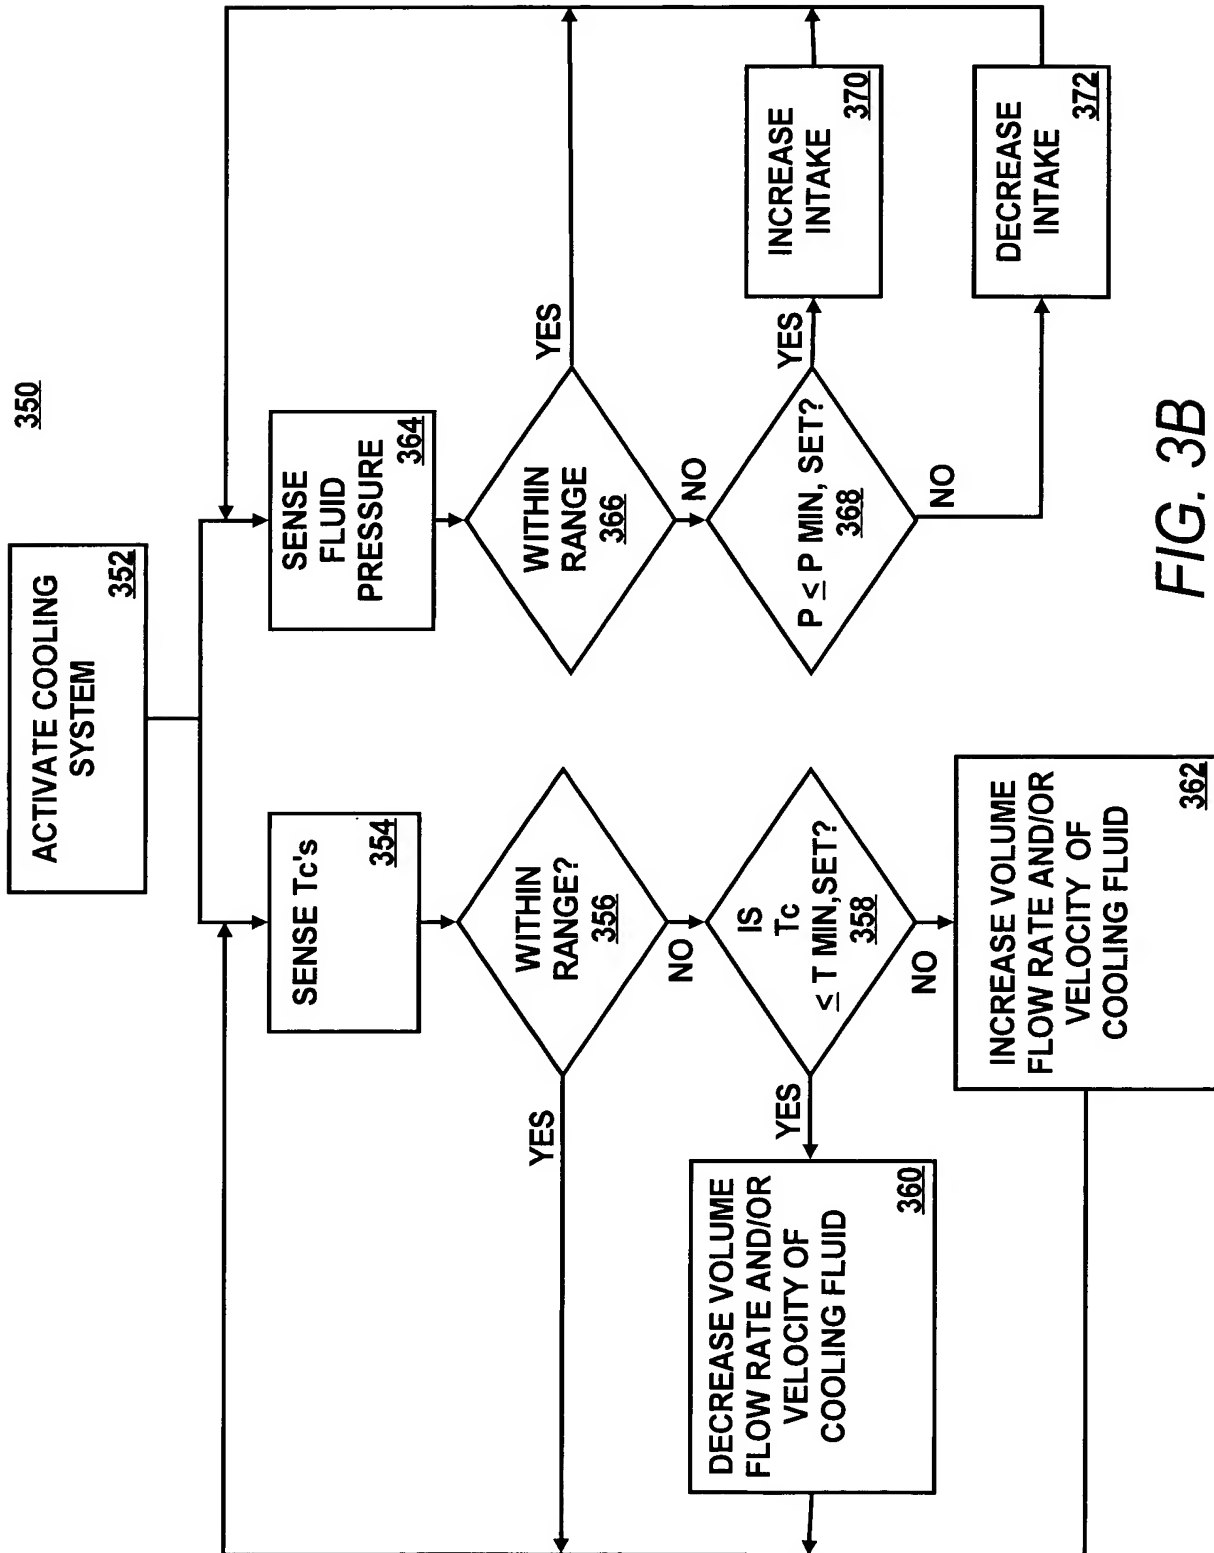 350
ACTIVATE COOLING
SYSTEM
352
SENSE Tc's
354
WITHIN
RANGE?
356
YES
NO
IS
Tc
≤ T MIN,SET?
358
YES
NO
DECREASE VOLUME
FLOW RATE AND/OR
VELOCITY OF
COOLING FLUID
360
INCREASE VOLUME
FLOW RATE AND/OR
VELOCITY OF
COOLING FLUID
362
SENSE
FLUID
PRESSURE
364
WITHIN
RANGE
366
YES
NO
P ≤ P MIN, SET?
368
YES
NO
INCREASE
INTAKE
370
DECREASE
INTAKE
372
FIG. 3B